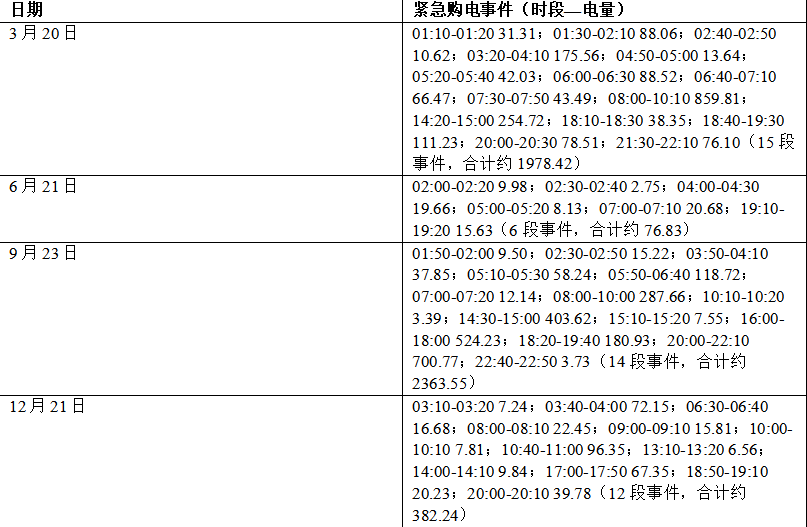 日期
紧急购电事件（时段—电量）
3 月 20 日
01:10-01:20 31.31；01:30-02:10 88.06；02:40-02:50
10.62；03:20-04:10 175.56；04:50-05:00 13.64；
05:20-05:40 42.03；06:00-06:30 88.52；06:40-07:10
66.47；07:30-07:50 43.49；08:00-10:10 859.81；
14:20-15:00 254.72；18:10-18:30 38.35；18:40-19:30
111.23；20:00-20:30 78.51；21:30-22:10 76.10（15 段
事件，合计约 1978.42）
6 月 21 日
02:00-02:20 9.98；02:30-02:40 2.75；04:00-04:30
19.66；05:00-05:20 8.13；07:00-07:10 20.68；19:10-
19:20 15.63（6 段事件，合计约 76.83）
9 月 23 日
01:50-02:00 9.50；02:30-02:50 15.22；03:50-04:10
37.85；05:10-05:30 58.24；05:50-06:40 118.72；
07:00-07:20 12.14；08:00-10:00 287.66；10:10-10:20
3.39；14:30-15:00 403.62；15:10-15:20 7.55；16:00-
18:00 524.23；18:20-19:40 180.93；20:00-22:10
700.77；22:40-22:50 3.73（14 段事件，合计约
2363.55）
12 月 21 日
03:10-03:20 7.24；03:40-04:00 72.15；06:30-06:40
16.68；08:00-08:10 22.45；09:00-09:10 15.81；10:00-
10:10 7.81；10:40-11:00 96.35；13:10-13:20 6.56；
14:00-14:10 9.84；17:00-17:50 67.35；18:50-19:10
20.23；20:00-20:10 39.78（12 段事件，合计约
382.24）